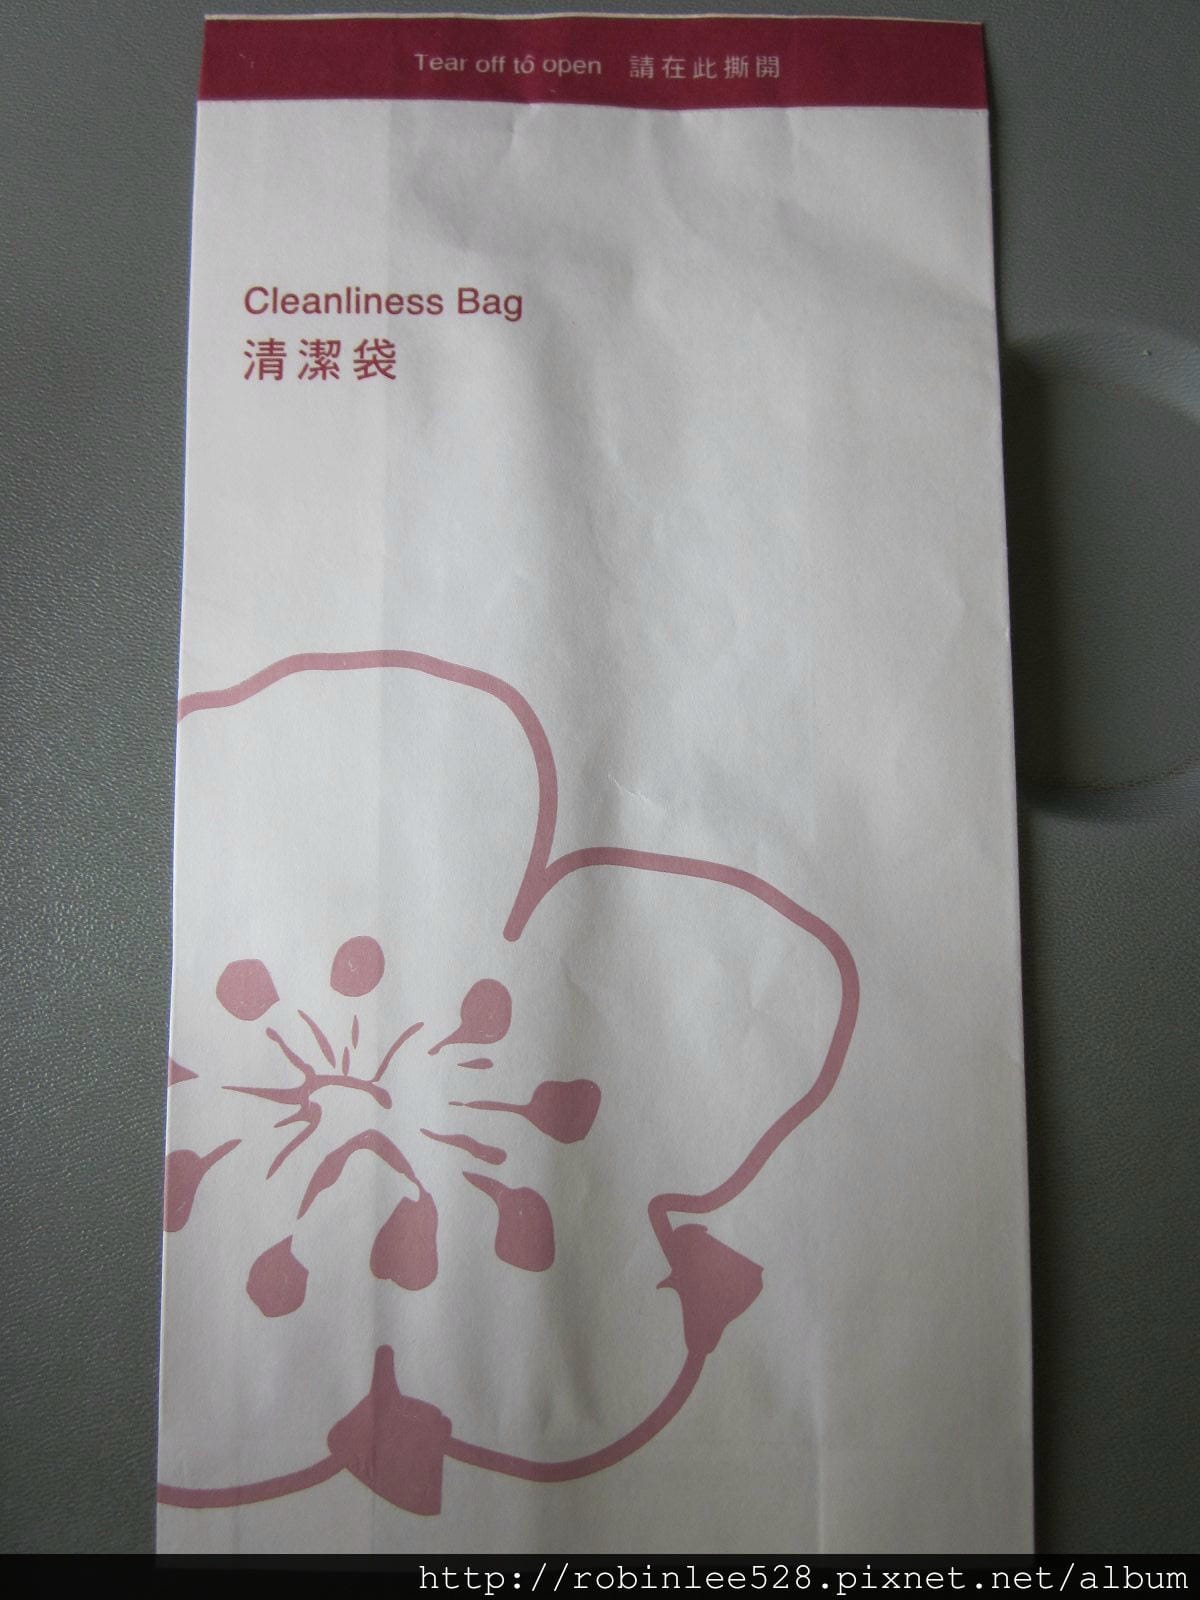 Tear off to open 請在此撕開
Cleanliness Bag
清潔袋
http://robinlee528.pixnet.net/album